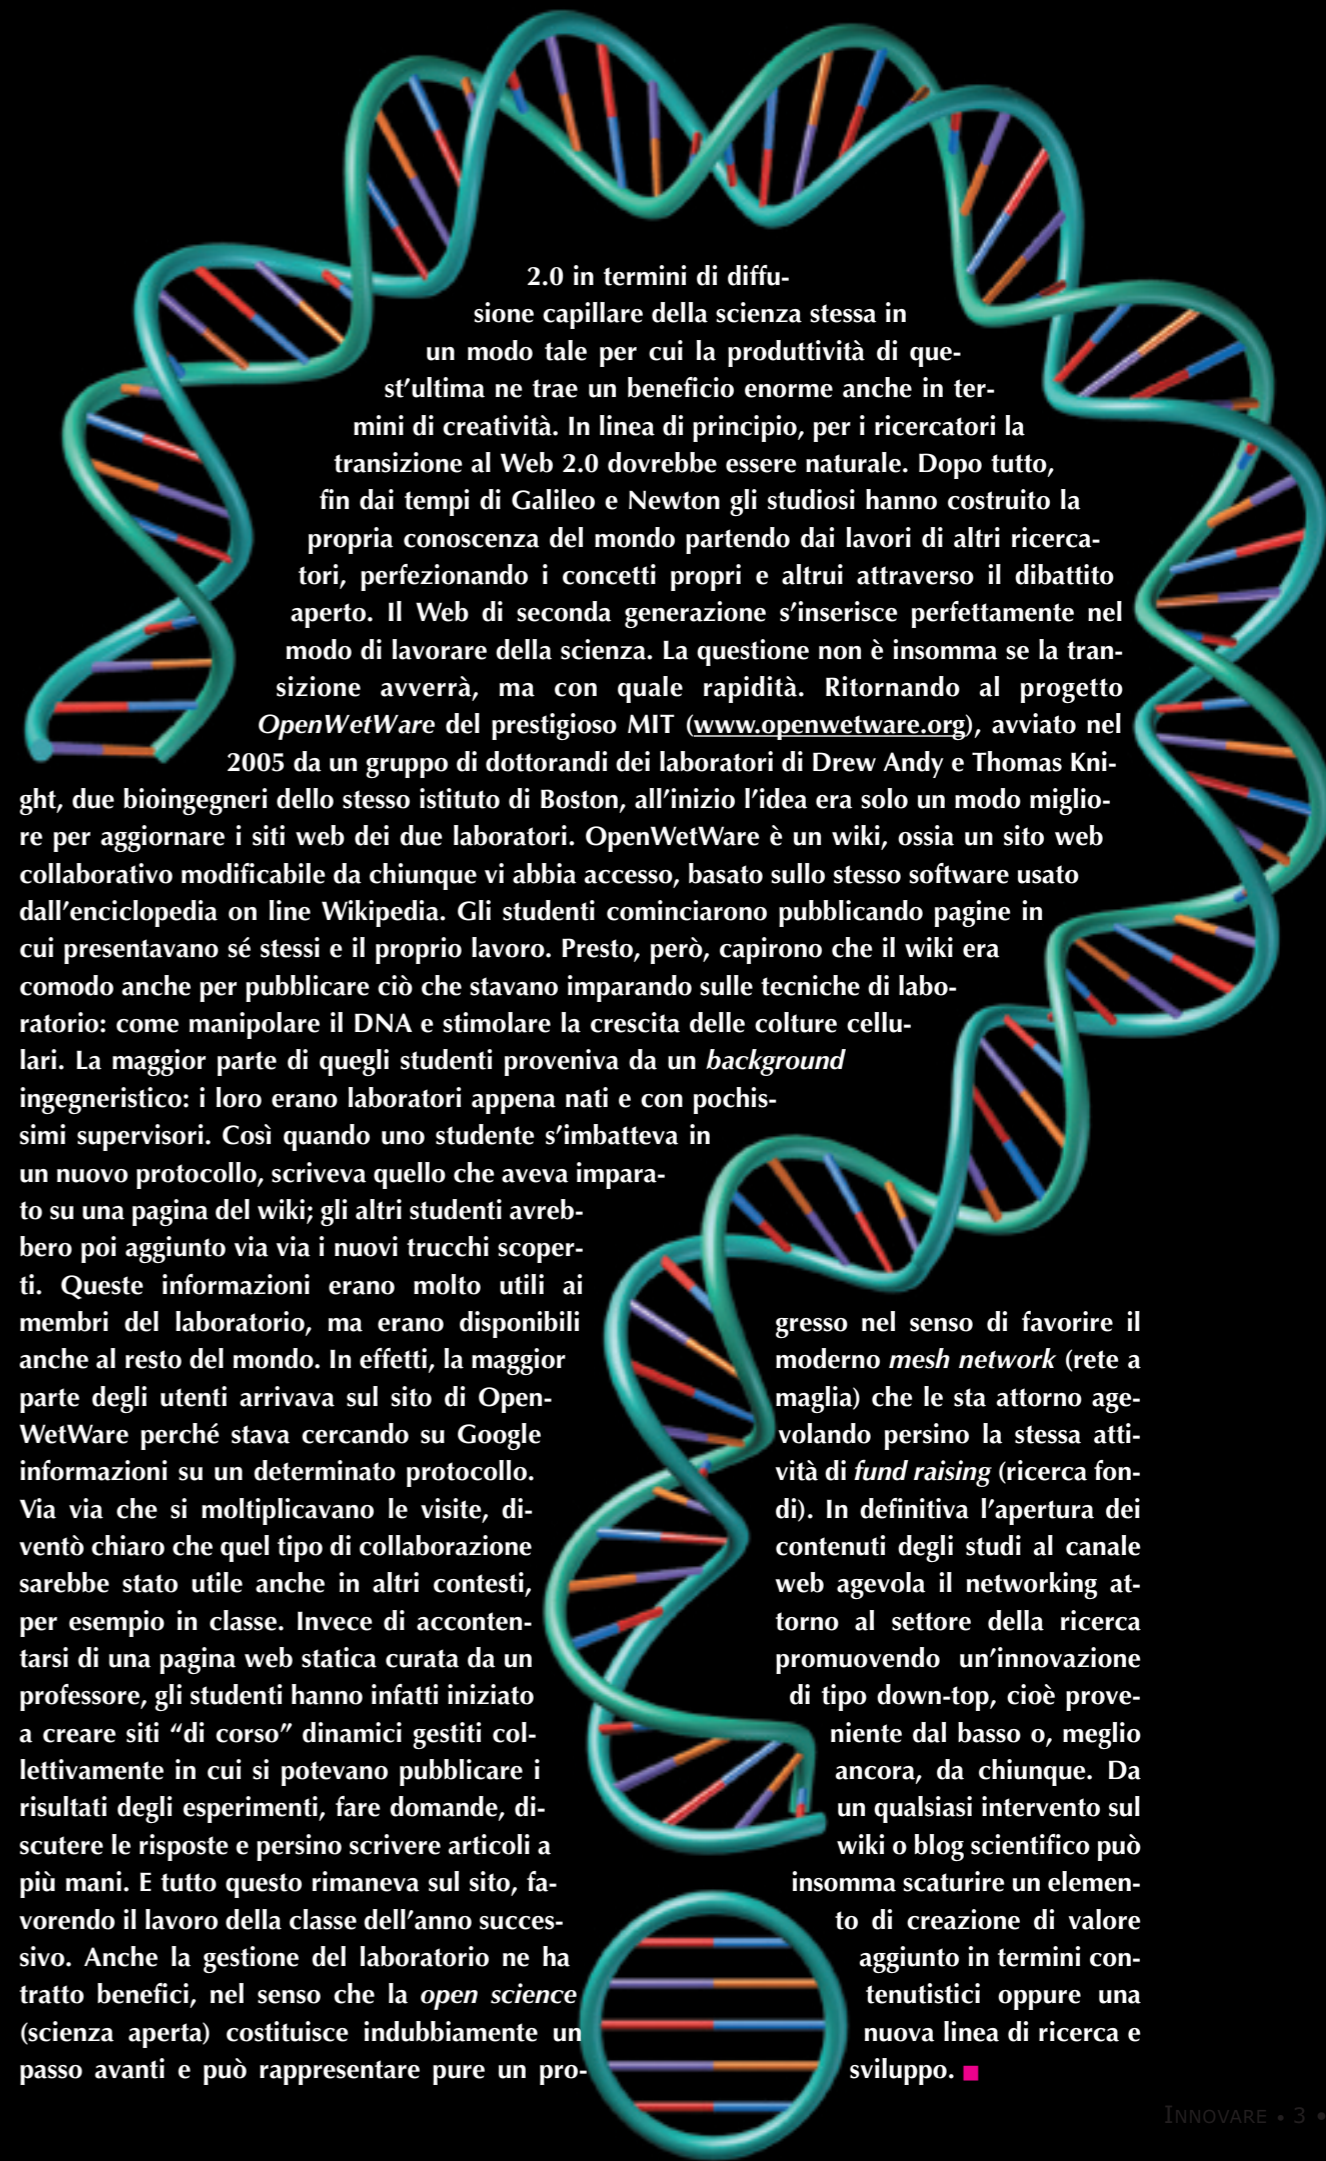 2.0 in termini di diffu-
sione capillare della scienza stessa in
un modo tale per cui la produttività di que-
st'ultima ne trae un beneficio enorme anche in ter-
mini di creatività. In linea di principio, per i ricercatori la
transizione al Web 2.0 dovrebbe essere naturale. Dopo tutto,
fin dai tempi di Galileo e Newton gli studiosi hanno costruito la
propria conoscenza del mondo partendo dai lavori di altri ricerca-
tori, perfezionando i concetti propri e altrui attraverso il dibattito
aperto. Il Web di seconda generazione s'inserisce perfettamente nel
modo di lavorare della scienza. La questione non è insomma se la tran-
sizione avverrà, ma con quale rapidità. Ritornando al progetto
OpenWetWare del prestigioso MIT (www.openwetware.org), avviato nel
2005 da un gruppo di dottorandi dei laboratori di Drew Andy e Thomas Kni-
ght, due bioingegneri dello stesso istituto di Boston, all'inizio l'idea era solo un modo miglio-
re per aggiornare i siti web dei due laboratori. OpenWetWare è un wiki, ossia un sito web
collaborativo modificabile da chiunque vi abbia accesso, basato sullo stesso software usato
dall'enciclopedia on line Wikipedia. Gli studenti cominciarono pubblicando pagine in
cui presentavano sé stessi e il proprio lavoro. Presto, però, capirono che il wiki era
comodo anche per pubblicare ciò che stavano imparando sulle tecniche di labo-
ratorio: come manipolare il DNA e stimolare la crescita delle colture cellu-
lari. La maggior parte di quegli studenti proveniva da un background
ingegneristico: i loro erano laboratori appena nati e con pochis-
simi supervisori. Così quando uno studente s'imbatteva in
un nuovo protocollo, scriveva quello che aveva impara-
to su una pagina del wiki; gli altri studenti avreb-
bero poi aggiunto via via i nuovi trucchi scoper-
ti. Queste informazioni erano molto utili ai
membri del laboratorio, ma erano disponibili
anche al resto del mondo. In effetti, la maggior
parte degli utenti arrivava sul sito di Open-
WetWare perché stava cercando su Google
informazioni su un determinato protocollo.
Via via che si moltiplicavano le visite, di-
ventò chiaro che quel tipo di collaborazione
sarebbe stato utile anche in altri contesti,
per esempio in classe. Invece di acconten-
tarsi di una pagina web statica curata da un
professore, gli studenti hanno infatti iniziato
a creare siti “di corso” dinamici gestiti col-
lettivamente in cui si potevano pubblicare i
risultati degli esperimenti, fare domande, di-
scutere le risposte e persino scrivere articoli a
più mani. E tutto questo rimaneva sul sito, fa-
vorendo il lavoro della classe dell'anno succes-
sivo. Anche la gestione del laboratorio ne ha
tratto benefici, nel senso che la open science
(scienza aperta) costituisce indubbiamente un
passo avanti e può rappresentare pure un pro-
gresso nel senso di favorire il
moderno mesh network (rete a
maglia) che le sta attorno age-
volando persino la stessa atti-
vità di fund raising (ricerca fon-
di). In definitiva l'apertura dei
contenuti degli studi al canale
web agevola il networking at-
torno al settore della ricerca
promuovendo un'innovazione
di tipo down-top, cioè prove-
niente dal basso o, meglio
ancora, da chiunque. Da
un qualsiasi intervento sul
wiki o blog scientifico può
insomma scaturire un elemen-
to di creazione di valore
aggiunto in termini con-
tenutistici oppure una
nuova linea di ricerca e
sviluppo. ■
INNOVARE • 3 •